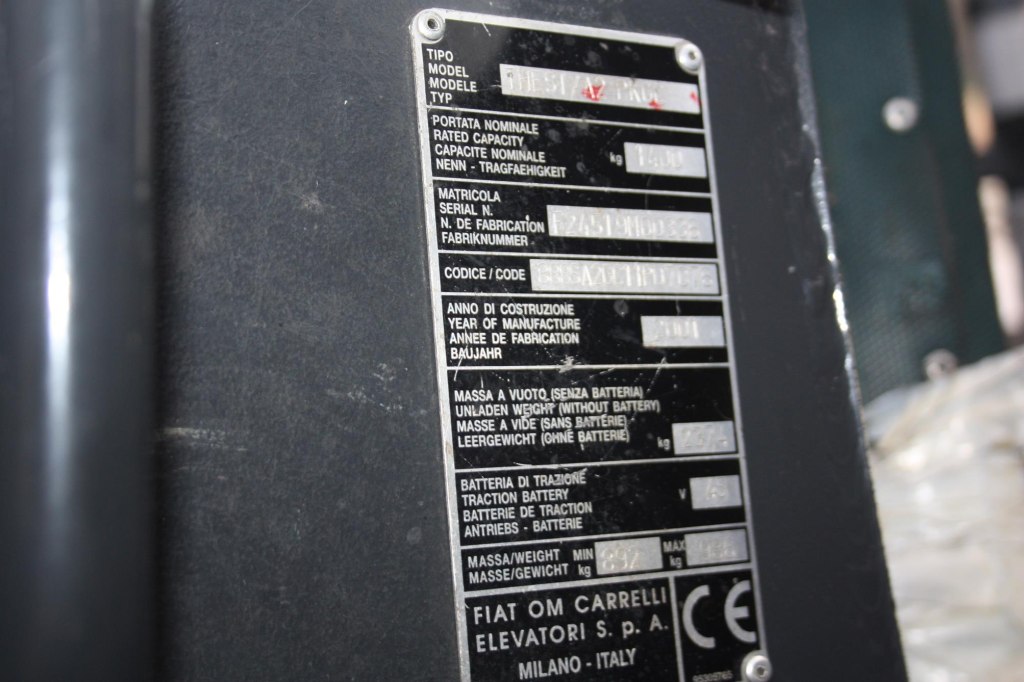 TIPO
MODEL
MODELE
TYP
PORTATA NOMINALE
RATED CAPACITY
CAPACITE NOMINALE kg 1400
NENN - TRAGFAEHIGKEIT
MATRICOLA
SERIAL N.
N. DE FABRICATION
FABRIKNUMMER
CODICE / CODE
ANNO DI COSTRUZIONE
YEAR OF MANUFACTURE 2001
ANNEE DE FABRICATION
BAUJAHR
MASSA A VUOTO (SENZA BATTERIA)
UNLADEN WEIGHT (WITHOUT BATTERY)
MASSE A VIDE (SANS BATTERIE)
LEERGEWICHT (OHNE BATTERIE) kg
BATTERIA DI TRAZIONE
TRACTION BATTERY V
BATTERIE DE TRACTION
ANTRIEBS - BATTERIE
MASSA/WEIGHT MIN 892 MAX
MASSE/GEWICHT kg kg
FIAT OM CARRELLI
ELEVATORI S. p. A.
MILANO - ITALY
CE